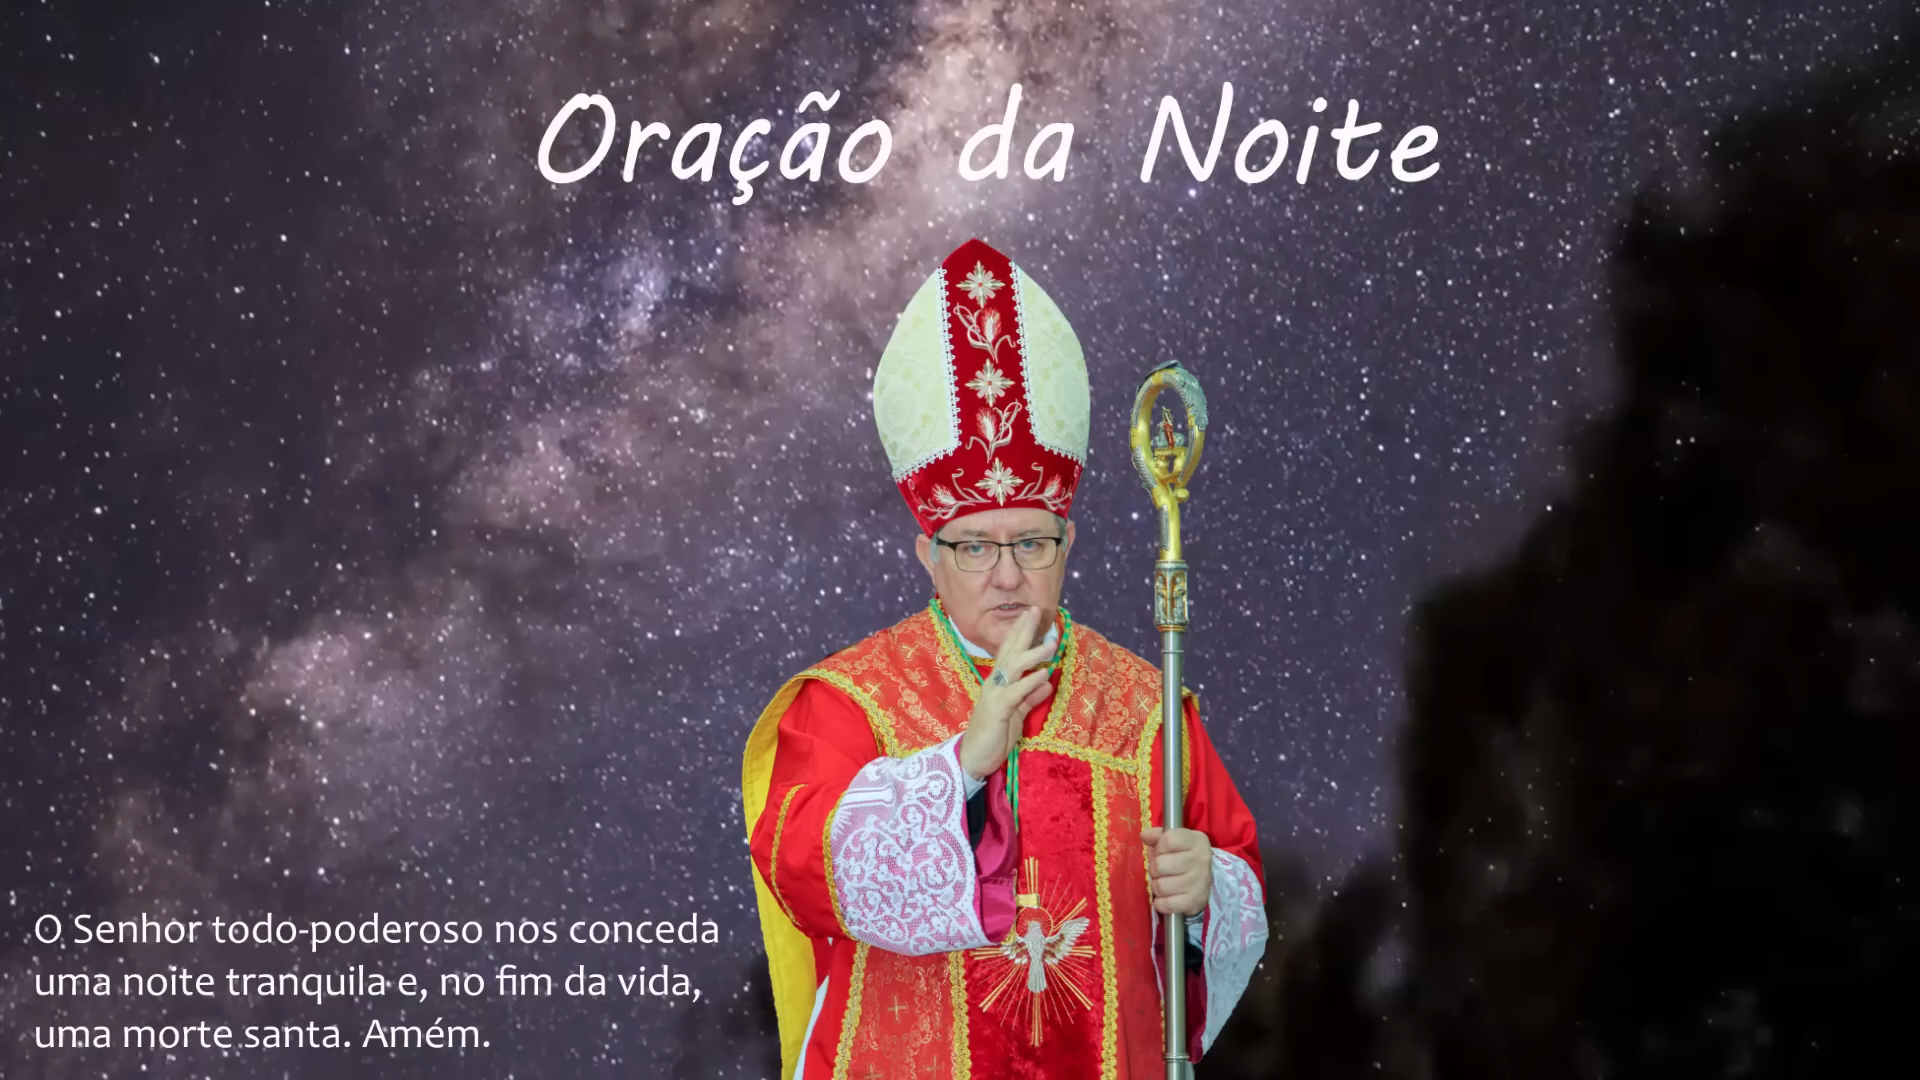 Oração da Noite
O Senhor todo-poderoso nos conceda
uma noite tranquila e, no fim da vida,
uma morte santa. Amém.